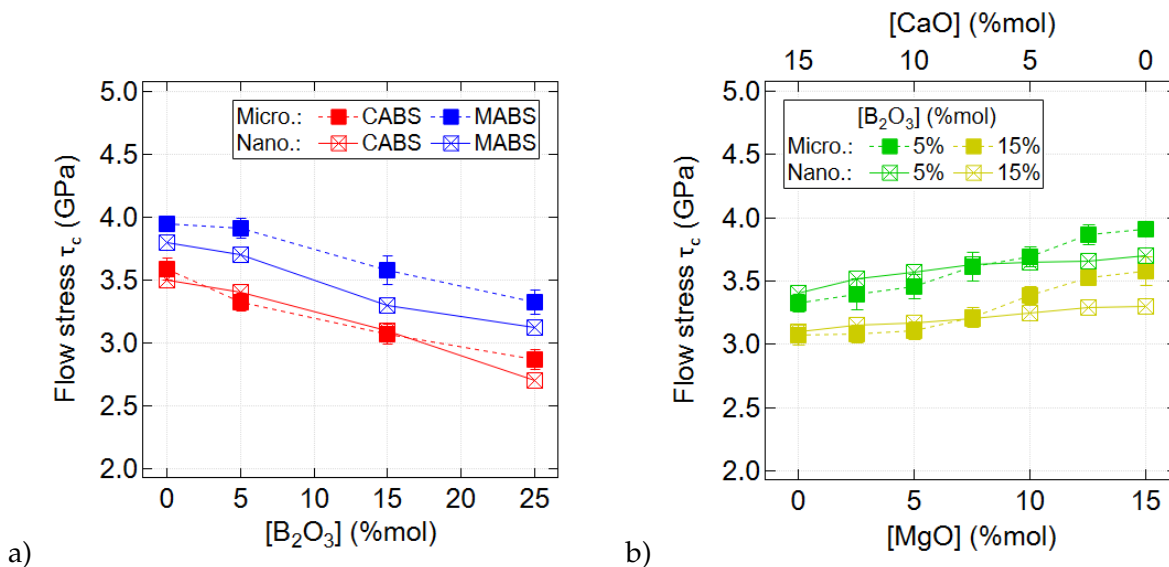 5.0
4.5
4.0
3.5
3.0
2.5
2.0
Flow stress τc (GPa)
Micro.: CABS MABS
Nano.: CABS MABS
0 5 10 15 20 25
[B2O3] (%mol)
a)
[CaO] (%mol)
15 10 5 0
5.0
4.5
4.0
3.5
3.0
2.5
2.0
Flow stress τc (GPa)
[B2O3] (%mol)
Micro.: 5% 15%
Nano.: 5% 15%
0 5 10 15
[MgO] (%mol)
b)